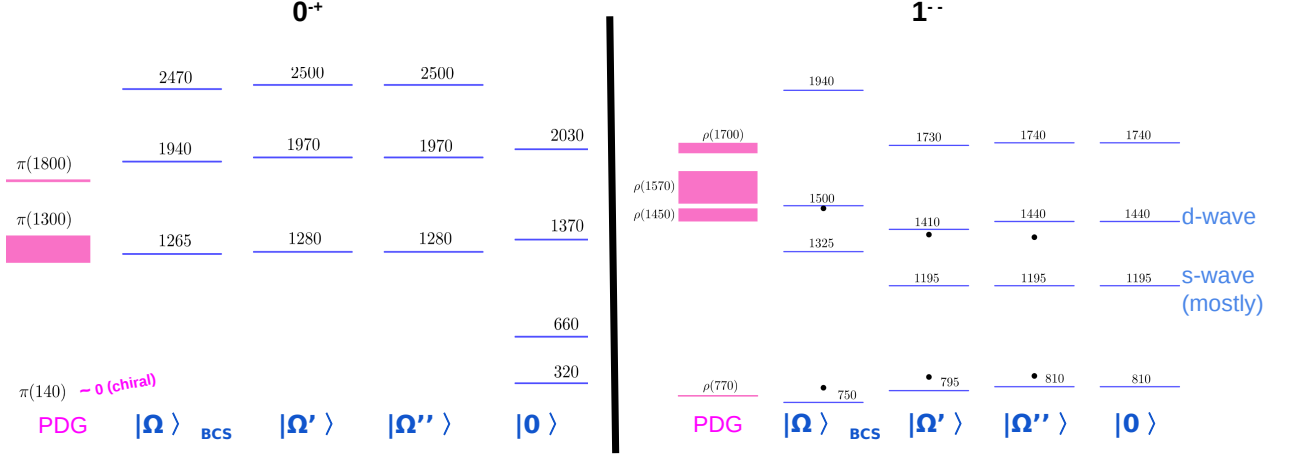 0-+
1--
2470 2500 2500
1940 1970 1970 2030
π(1800)
π(1300)
1265 1280 1280 1370
660
320
π(140) ~ 0 (chiral)
PDG |Ω⟩ BCS |Ω’⟩ |Ω’’⟩ |0⟩
1940
ρ(1700) 1730 1740 1740
ρ(1570)
1500
ρ(1450) 1410 1440 1440 d-wave
1325
1195 1195 1195 s-wave
(mostly)
ρ(770) 750 795 810 810
PDG |Ω⟩ BCS |Ω’⟩ |Ω’’⟩ |0⟩